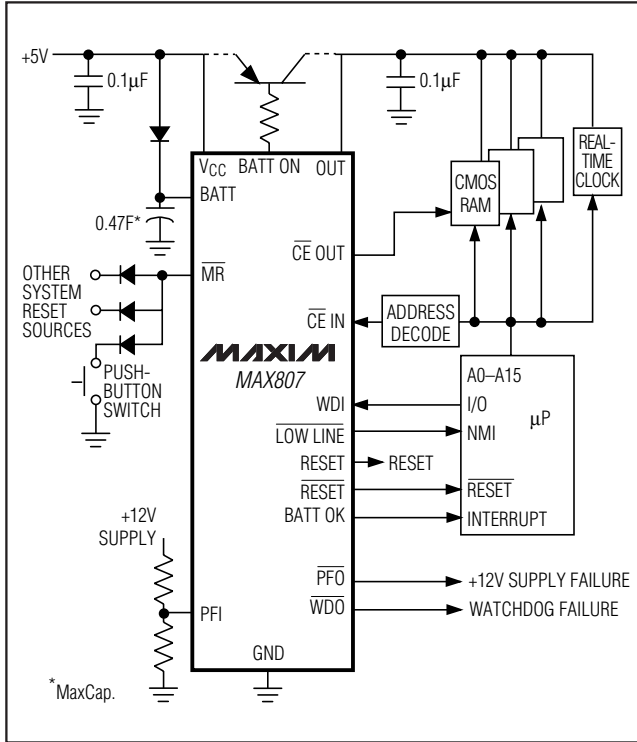 +5V
0.1µF
0.1µF
VCC
BATT ON
OUT
BATT
0.47F*
CMOS
RAM
REAL-
TIME
CLOCK
CE OUT
OTHER
SYSTEM
RESET
SOURCES
MR
CE IN
ADDRESS
DECODE
PUSH-
BUTTON
SWITCH
MAXIM
MAX807
A0–A15
I/O
µP
WDI
LOW LINE
NMI
RESET
RESET
RESET
RESET
BATT OK
INTERRUPT
+12V
SUPPLY
PFO
+12V SUPPLY FAILURE
PFI
WDO
WATCHDOG FAILURE
GND
*MaxCap.